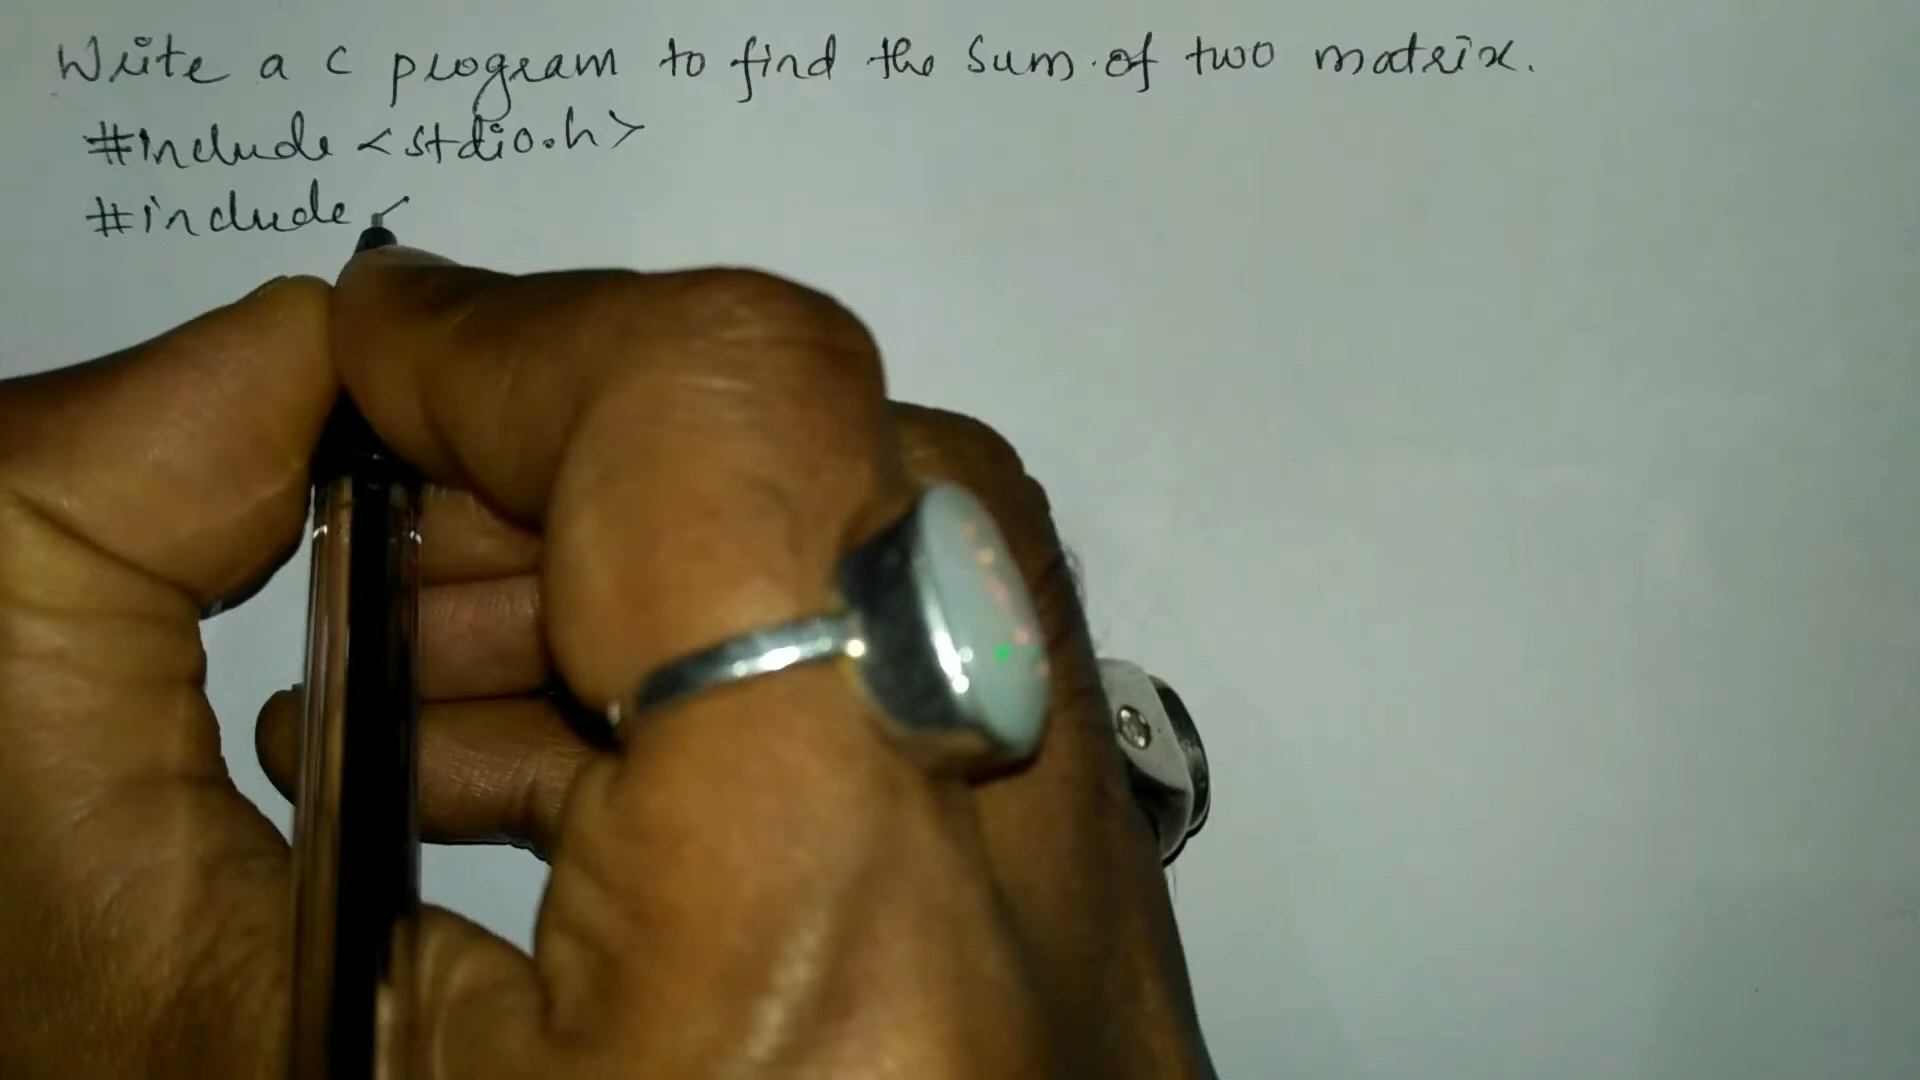 Write a c program to find the sum of two matrix.
#include <stdio.h>
#include <